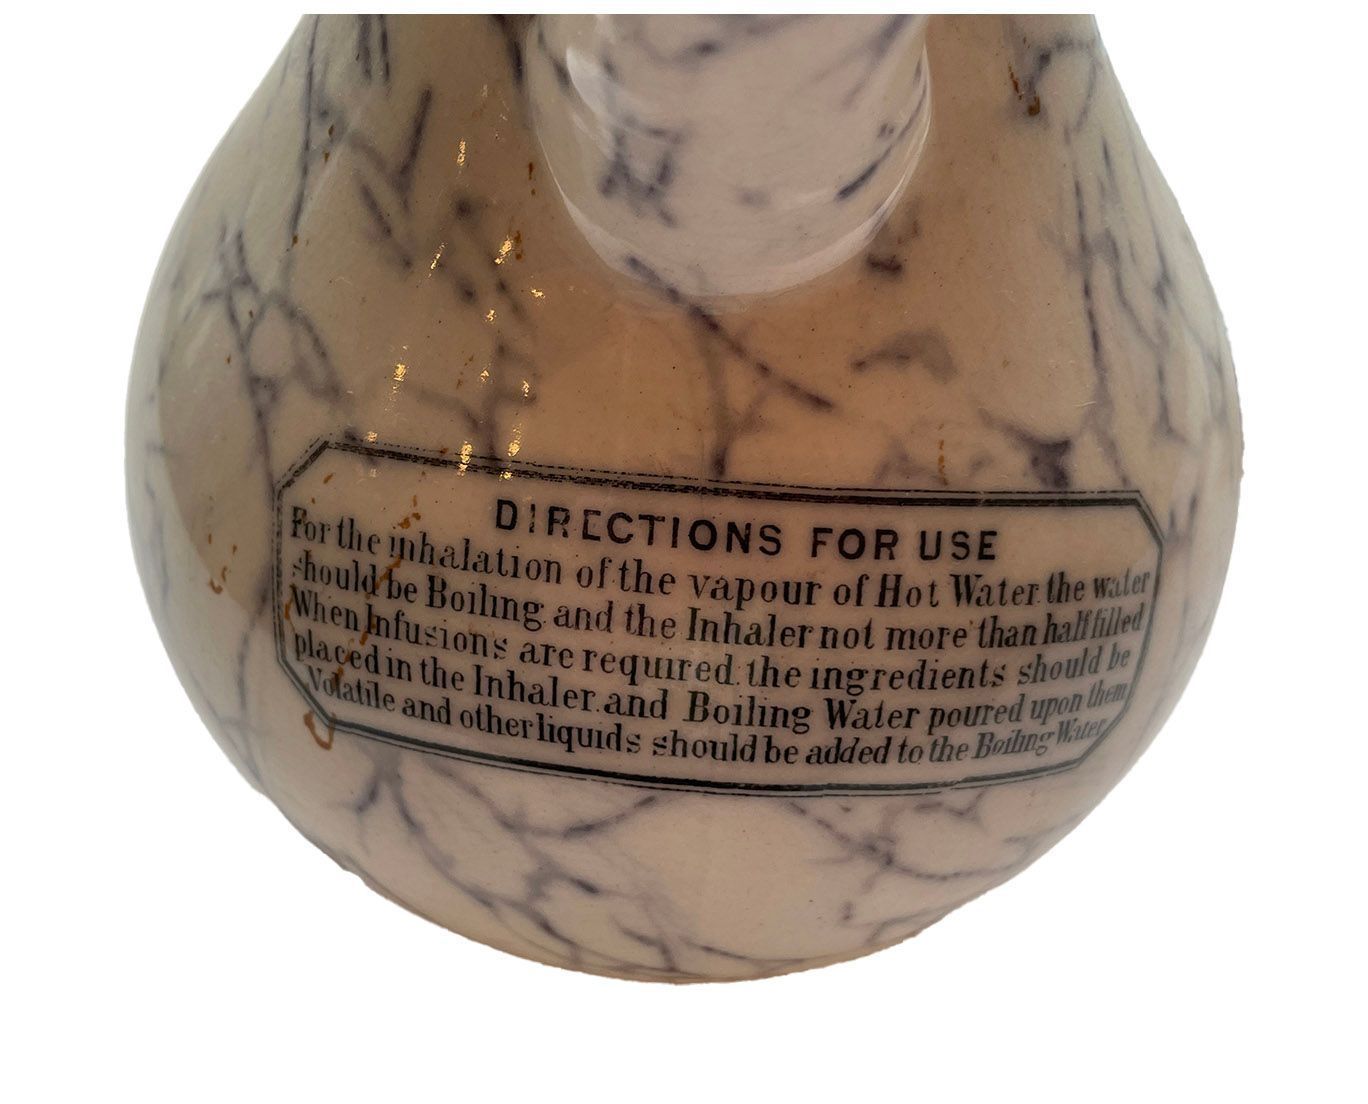 DIRECTIONS FOR USE
For the inhalation of the vapour of Hot Water the water
should be Boiling and the Inhaler not more than half filled
When Infusions are required the ingredients should be
placed in the Inhaler and Boiling Water poured upon them
Volatile and other liquids should be added to the Boiling Water